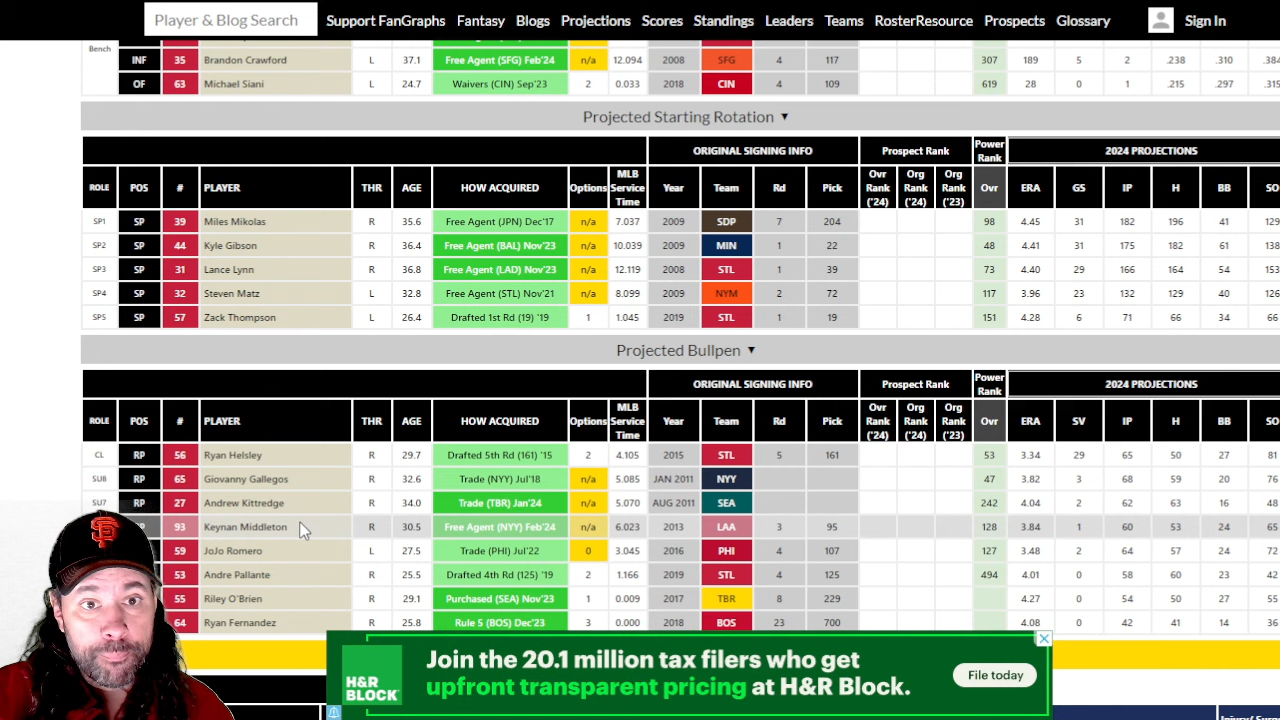 Player & Blog Search Support FanGraphs Fantasy Blogs Projections Scores Standings Leaders Teams RosterResource Prospects Glossary Sign In
Bench
INF 35 Brandon Crawford L 37.1 Free Agent (SFG) Feb'24 n/a 12.094 2008 SFG 4 117 307 189 5 2 .238 .310 .384
OF 63 Michael Siani L 24.7 Waivers (CIN) Sep'23 2 0.033 2018 CIN 4 109 619 28 0 1 .215 .297 .315
Projected Starting Rotation ▼
ORIGINAL SIGNING INFO Prospect Rank Power Rank 2024 PROJECTIONS
ROLE POS # PLAYER THR AGE HOW ACQUIRED Options MLB Service Time Year Team Rd Pick Ovr Rank ('24) Org Rank ('24) Org Rank ('23) Ovr ERA GS IP H BB SO
SP1 SP 39 Miles Mikolas R 35.6 Free Agent (JPN) Dec'17 n/a 7.037 2009 SDP 7 204 98 4.45 31 182 196 41 129
SP2 SP 44 Kyle Gibson R 36.4 Free Agent (BAL) Nov'23 n/a 10.039 2009 MIN 1 22 48 4.41 31 175 182 61 138
SP3 SP 31 Lance Lynn R 36.8 Free Agent (LAD) Nov'23 n/a 12.119 2008 STL 1 39 73 4.40 29 166 164 54 153
SP4 SP 32 Steven Matz L 32.8 Free Agent (STL) Nov'21 n/a 8.099 2009 NYM 2 72 117 3.96 23 132 129 40 126
SP5 SP 57 Zack Thompson L 26.4 Drafted 1st Rd (19) '19 1 1.045 2019 STL 1 19 151 4.28 6 71 66 34
Projected Bullpen ▼
ORIGINAL SIGNING INFO Prospect Rank Power Rank 2024 PROJECTIONS
ROLE POS # PLAYER THR AGE HOW ACQUIRED Options MLB Service Time Year Team Rd Pick Ovr Rank ('24) Org Rank ('24) Org Rank ('23) Ovr ERA SV IP H BB SO
CL RP 56 Ryan Helsley R 29.7 Drafted 5th Rd (161) '15 2 4.105 2015 STL 5 161 53 3.34 29 65 50 27 81
SU8 RP 65 Giovanny Gallegos R 32.6 Trade (NYY) Jul'18 n/a 5.085 JAN 2011 NYY 47 3.82 3 68 59 20 76
SU7 RP 27 Andrew Kittredge R 34.0 Trade (TBR) Jan'24 n/a 5.070 AUG 2011 SEA 242 4.04 2 62 63 16 48
93 Keynan Middleton R 30.5 Free Agent (NYY) Feb'24 n/a 6.023 2013 LAA 3 95 128 3.84 1 60 53 24 65
59 JoJo Romero L 27.5 Trade (PHI) Jul'22 0 3.045 2016 PHI 4 107 127 3.48 2 64 57 24 72
53 Andre Pallante R 25.5 Drafted 4th Rd (125) '19 2 1.166 2019 STL 4 125 494 4.01 0 58 60 23 42
55 Riley O'Brien R 29.1 Purchased (SEA) Nov'23 1 0.009 2017 TBR 8 229 4.27 0 54 50 27 55
64 Ryan Fernandez R 25.8 Rule 5 (BOS) Dec'23 3 0.000 2018 BOS 23 700 4.08 0 42 41 14 36
H&R BLOCK
Join the 20.1 million tax filers who get
upfront transparent pricing at H&R Block.
File today